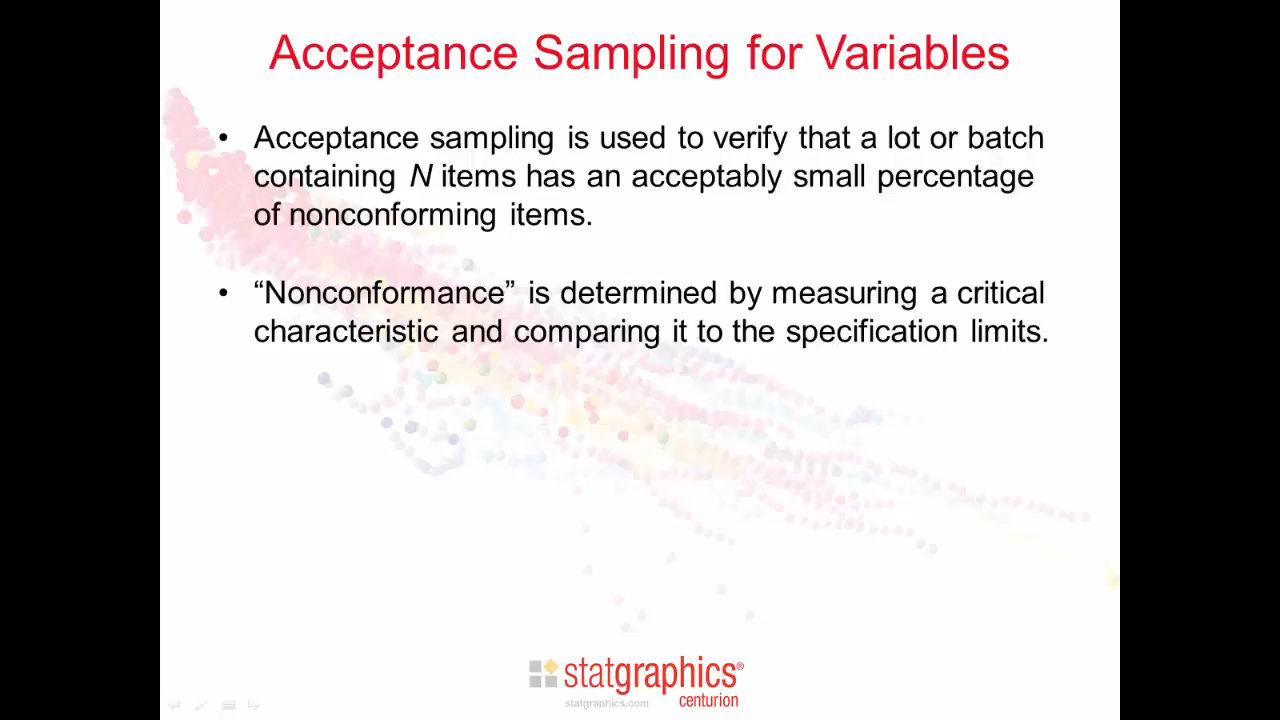 Acceptance Sampling for Variables
• Acceptance sampling is used to verify that a lot or batch
containing N items has an acceptably small percentage
of nonconforming items.
• “Nonconformance” is determined by measuring a critical
characteristic and comparing it to the specification limits.
statgraphics®
centurion
statgraphics.com